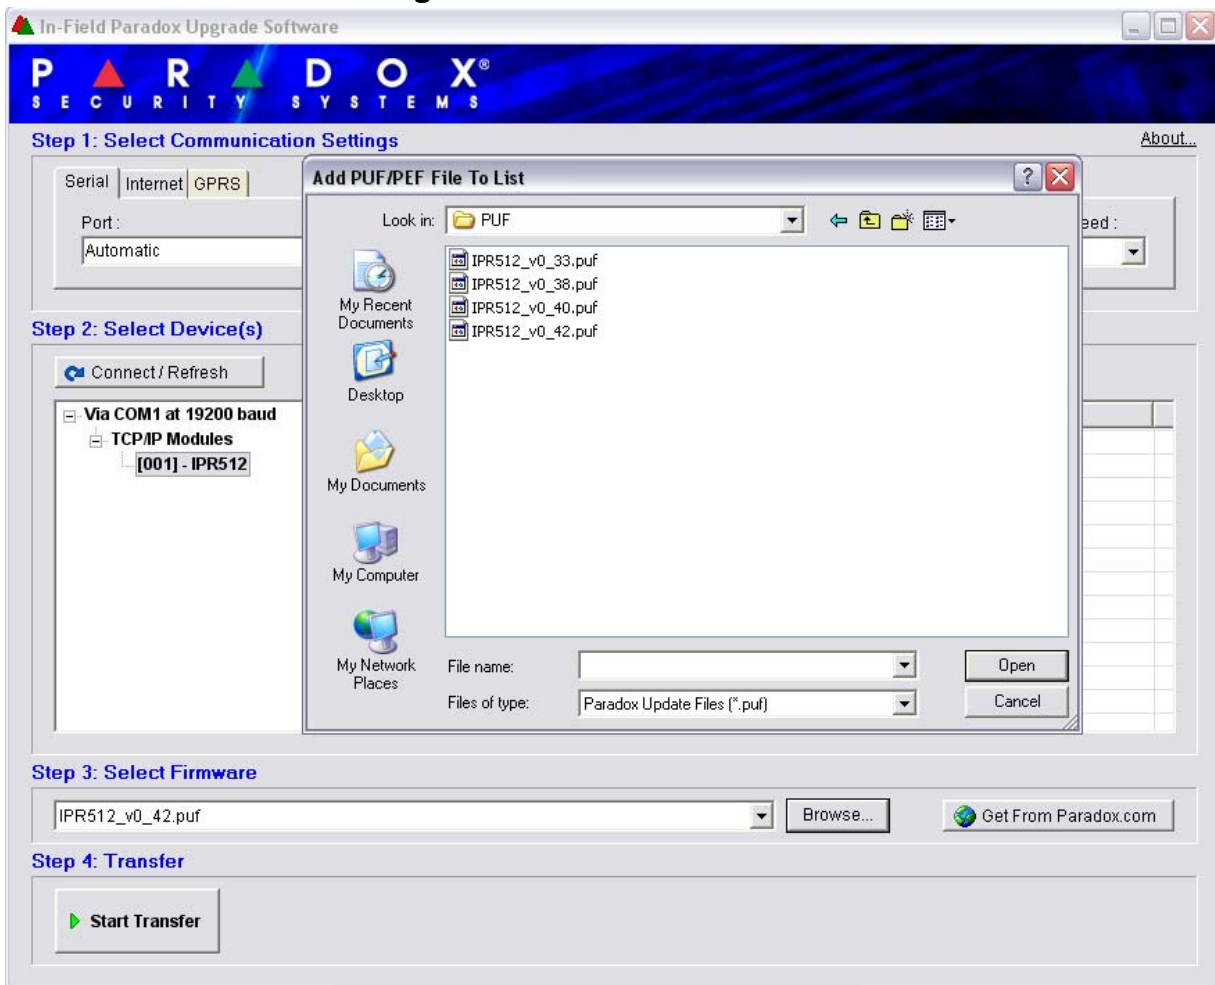 In-Field Paradox Upgrade Software
PARADOX®
SECURITY SYSTEMS
Step 1: Select Communication Settings
About...
Serial Internet GPRS
Port :
Automatic
eed :
Add PUF/PEF File To List
Look in: PUF
IPR512_v0_33.puf
IPR512_v0_38.puf
IPR512_v0_40.puf
IPR512_v0_42.puf
My Recent
Documents
Desktop
My Documents
My Computer
My Network
Places
File name:
Open
Files of type: Paradox Update Files (*.puf)
Cancel
Step 2: Select Device(s)
Connect / Refresh
Via COM1 at 19200 baud
TCP/IP Modules
[001] - IPR512
Step 3: Select Firmware
IPR512_v0_42.puf
Browse...
Get From Paradox.com
Step 4: Transfer
Start Transfer